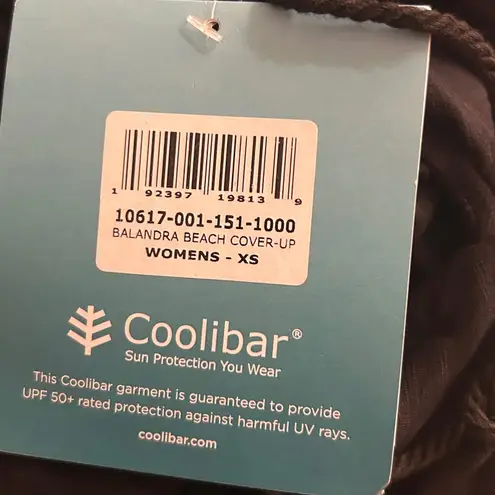 1 92397 19813 9
10617-001-151-1000
BALANDRA BEACH COVER-UP
WOMENS - XS
Coolibar®
Sun Protection You Wear
This Coolibar garment is guaranteed to provide
UPF 50+ rated protection against harmful UV rays.
coolibar.com